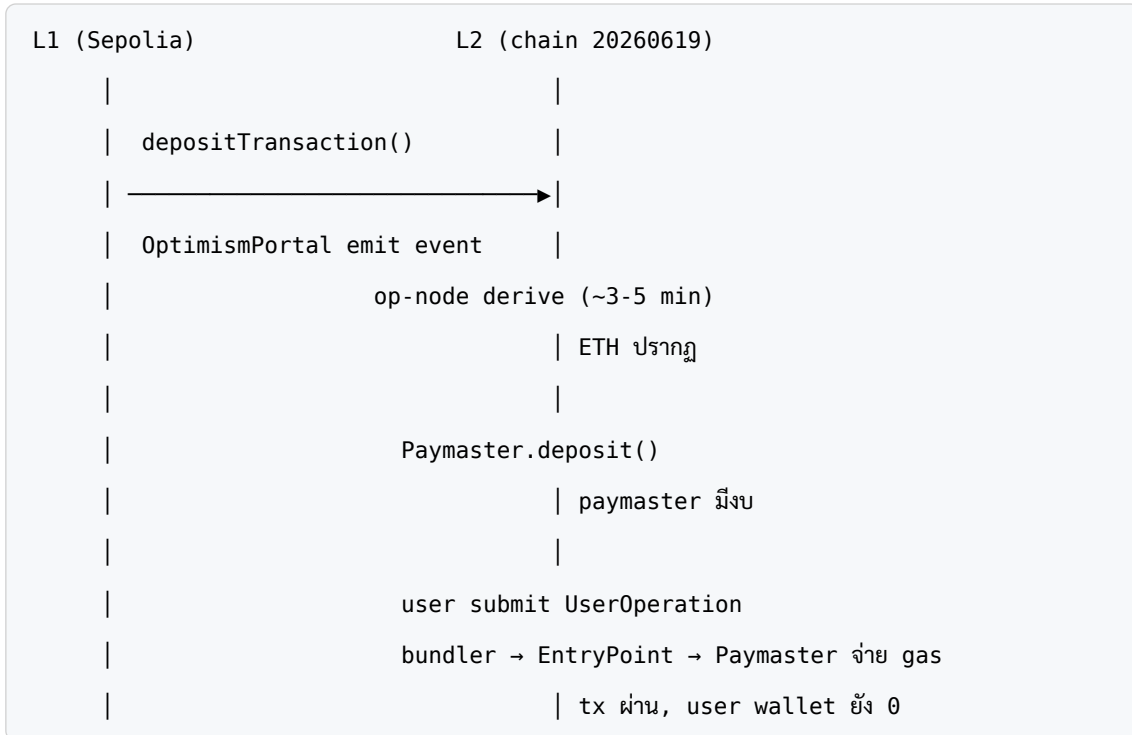 L1 (Sepolia) L2 (chain 20260619)
depositTransaction()
OptimismPortal emit event
op-node derive (~3-5 min)
ETH ปรากฏ
Paymaster.deposit()
paymaster มีงบ
user submit UserOperation
bundler → EntryPoint → Paymaster จ่าย gas
tx ผ่าน, user wallet ยัง 0